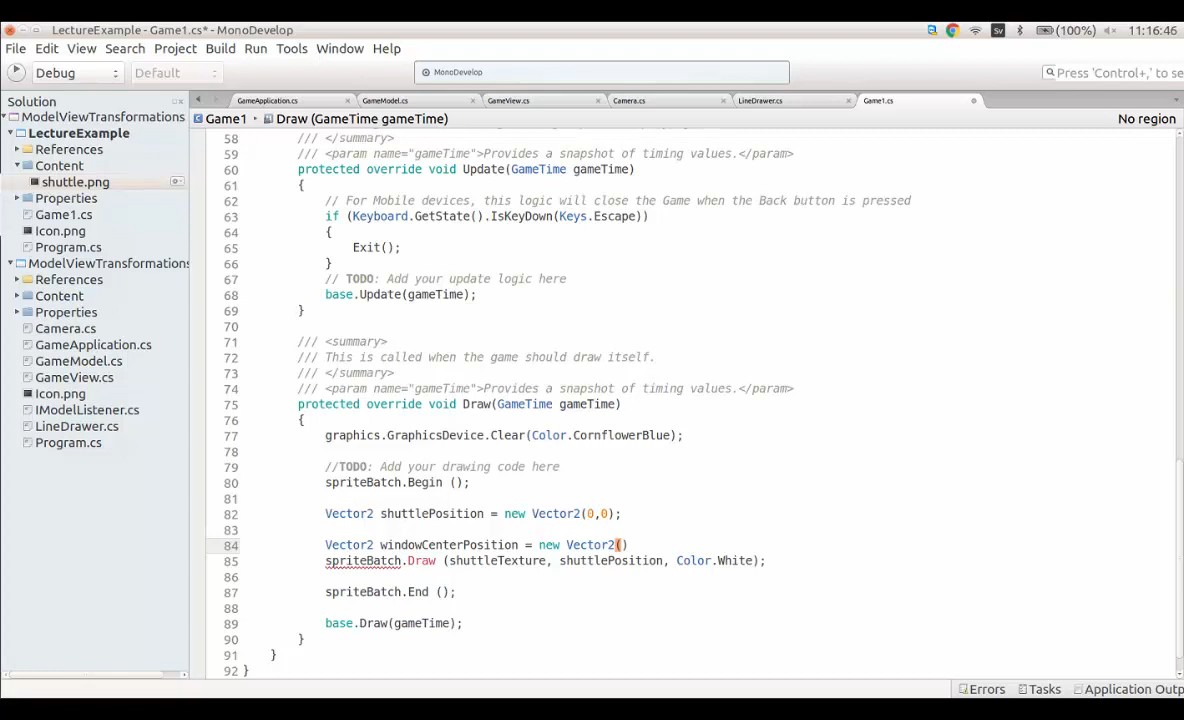 LectureExample - Game1.cs* - MonoDevelop
Sv
(100%)
11:16:46
File Edit View Search Project Build Run Tools Window Help
Debug
Default
MonoDevelop
Press 'Control+,' to se
Solution
GameApplication.cs
GameModel.cs
GameView.cs
Camera.cs
LineDrawer.cs
Game1.cs
Game1
Draw (GameTime gameTime)
No region
ModelViewTransformations
LectureExample
References
Content
shuttle.png
Properties
Game1.cs
Icon.png
Program.cs
ModelViewTransformations
References
Content
Properties
Camera.cs
GameApplication.cs
GameModel.cs
GameView.cs
Icon.png
IModelListener.cs
LineDrawer.cs
Program.cs
58 /// </summary>
59 /// <param name="gameTime">Provides a snapshot of timing values.</param>
60 protected override void Update(GameTime gameTime)
61 {
62 // For Mobile devices, this logic will close the Game when the Back button is pressed
63 if (Keyboard.GetState().IsKeyDown(Keys.Escape))
64 {
65 Exit();
66 }
67 // TODO: Add your update logic here
68 base.Update(gameTime);
69 }
70
71 /// <summary>
72 /// This is called when the game should draw itself.
73 /// </summary>
74 /// <param name="gameTime">Provides a snapshot of timing values.</param>
75 protected override void Draw(GameTime gameTime)
76 {
77 graphics.GraphicsDevice.Clear(Color.CornflowerBlue);
78
79 //TODO: Add your drawing code here
80 spriteBatch.Begin ();
81
82 Vector2 shuttlePosition = new Vector2(0,0);
83
84 Vector2 windowCenterPosition = new Vector2()
85 spriteBatch.Draw (shuttleTexture, shuttlePosition, Color.White);
86
87 spriteBatch.End ();
88
89 base.Draw(gameTime);
90 }
91 }
92 }
Errors
Tasks
Application Outp